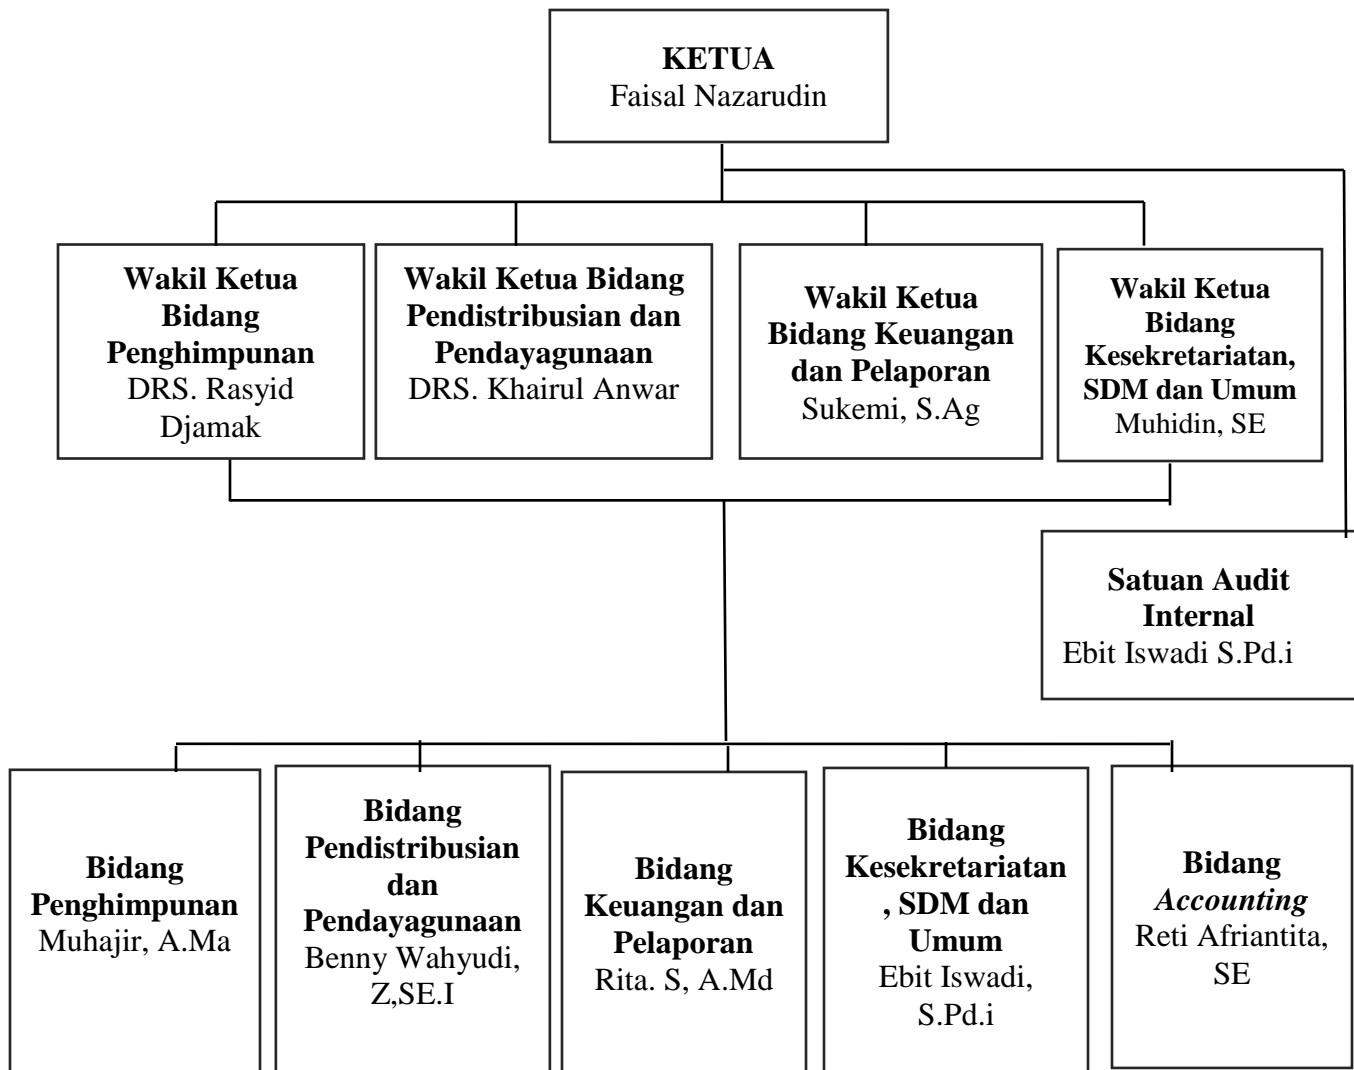 KETUA
Faisal Nazarudin
Wakil Ketua
Bidang
Penghimpunan
DRS. Rasyid
Djamak
Wakil Ketua Bidang
Pendistribusian dan
Pendayagunaan
DRS. Khairul Anwar
Wakil Ketua
Bidang Keuangan
dan Pelaporan
Sukemi, S.Ag
Wakil Ketua
Bidang
Kesekretariatan,
SDM dan Umum
Muhidin, SE
Satuan Audit
Internal
Ebit Iswadi S.Pd.i
Bidang
Penghimpunan
Muhajir, A.Ma
Bidang
Pendistribusian
dan
Pendayagunaan
Benny Wahyudi,
Z,SE.I
Bidang
Keuangan dan
Pelaporan
Rita. S, A.Md
Bidang
Kesekretariatan
, SDM dan
Umum
Ebit Iswadi,
S.Pd.i
Bidang
Accounting
Reti Afriantita,
SE